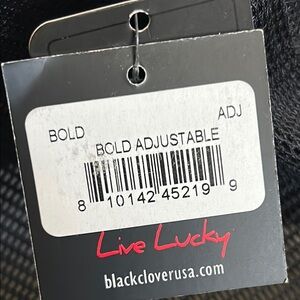 BOLD ADJ
BOLD ADJUSTABLE
8 10142 45219 9
Live Lucky
blackcloverusa.com